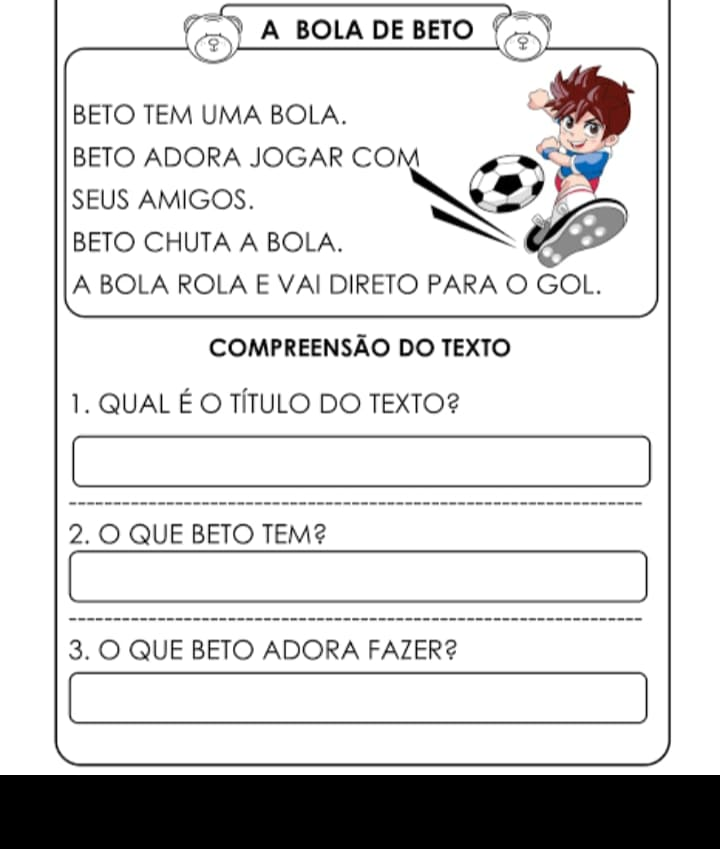 A BOLA DE BETO
BETO TEM UMA BOLA.
BETO ADORA JOGAR COM
SEUS AMIGOS.
BETO CHUTA A BOLA.
A BOLA ROLA E VAI DIRETO PARA O GOL.
COMPREENSÃO DO TEXTO
1. QUAL É O TÍTULO DO TEXTO?
2. O QUE BETO TEM?
3. O QUE BETO ADORA FAZER?